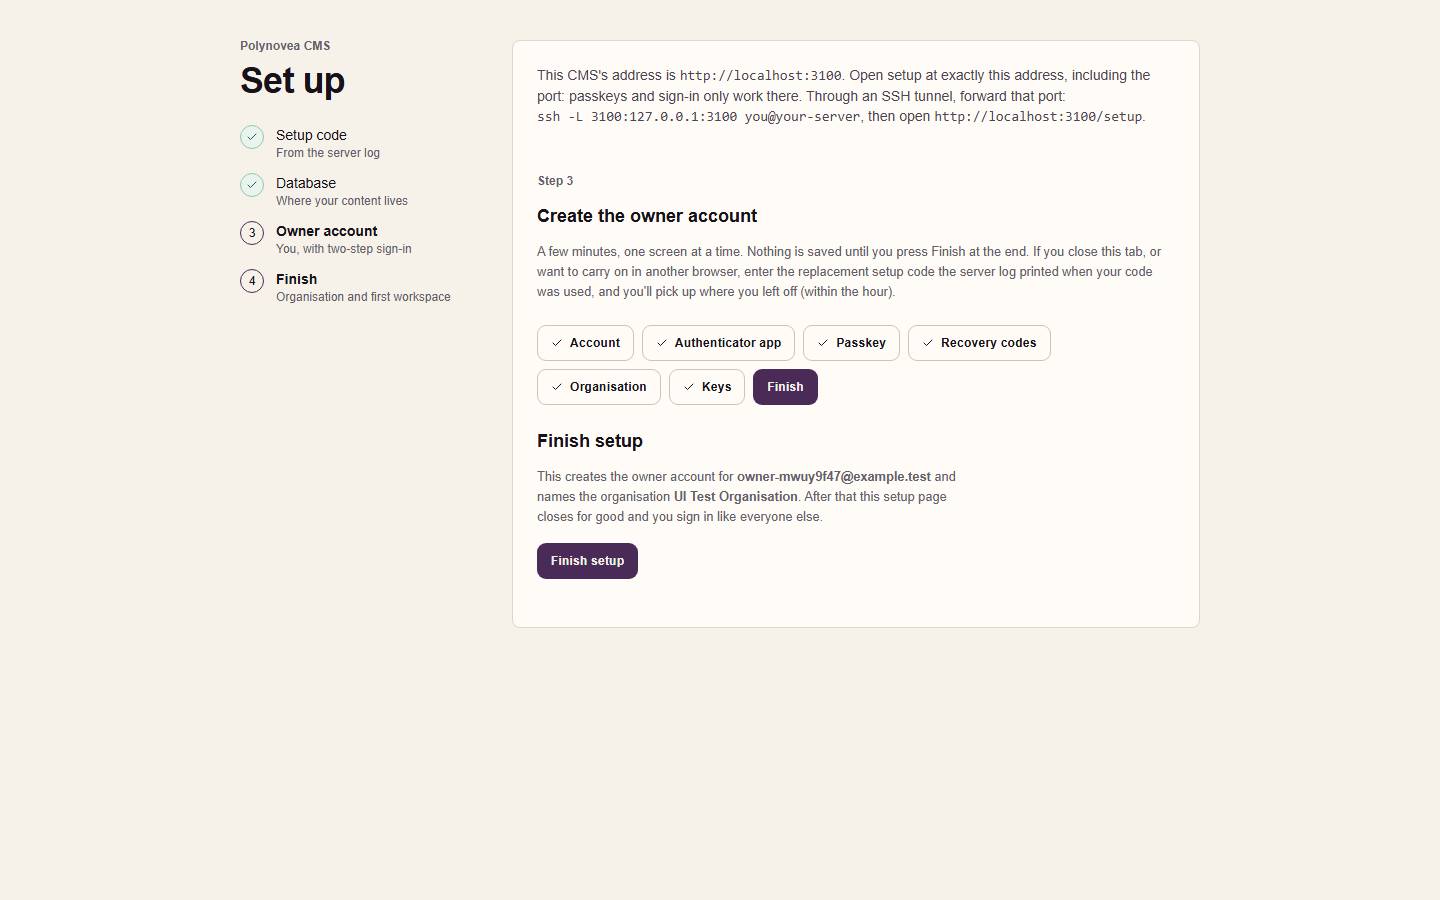 Polynovea CMS
Set up
Setup code
From the server log
Database
Where your content lives
3
Owner account
You, with two-step sign-in
4
Finish
Organisation and first workspace
This CMS's address is http://localhost:3100. Open setup at exactly this address, including the
port: passkeys and sign-in only work there. Through an SSH tunnel, forward that port:
ssh -L 3100:127.0.0.1:3100 you@your-server, then open http://localhost:3100/setup.
Step 3
Create the owner account
A few minutes, one screen at a time. Nothing is saved until you press Finish at the end. If you close this tab, or
want to carry on in another browser, enter the replacement setup code the server log printed when your code
was used, and you'll pick up where you left off (within the hour).
Account
Authenticator app
Passkey
Recovery codes
Organisation
Keys
Finish
Finish setup
This creates the owner account for owner-mwuy9f47@example.test and
names the organisation UI Test Organisation. After that this setup page
closes for good and you sign in like everyone else.
Finish setup